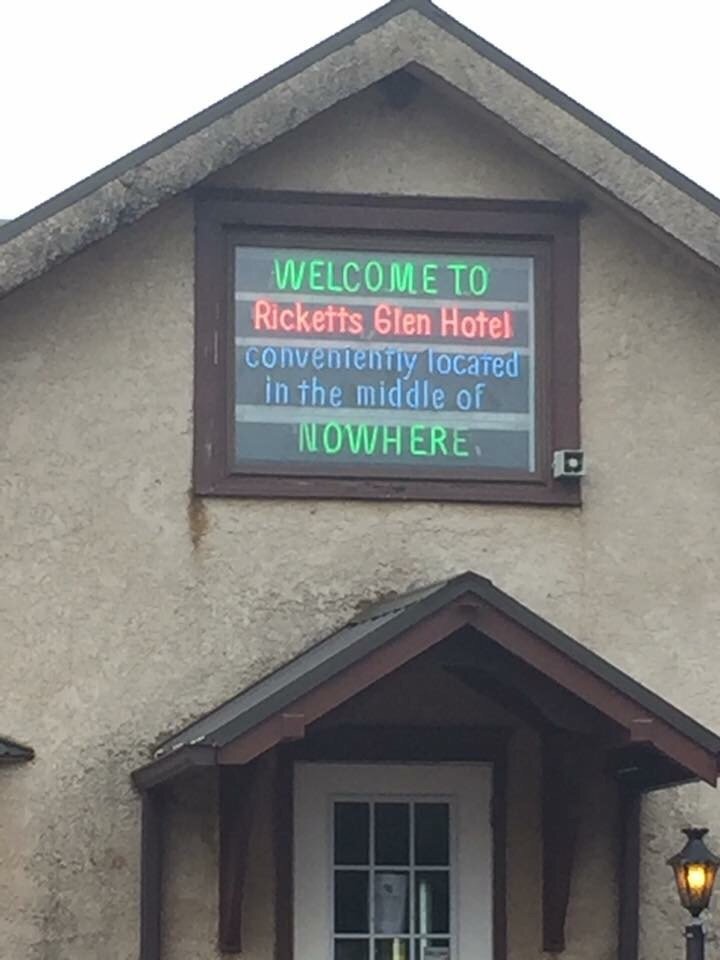 WELCOME TO
Ricketts Glen Hotel
conveniently located
in the middle of
NOWHERE